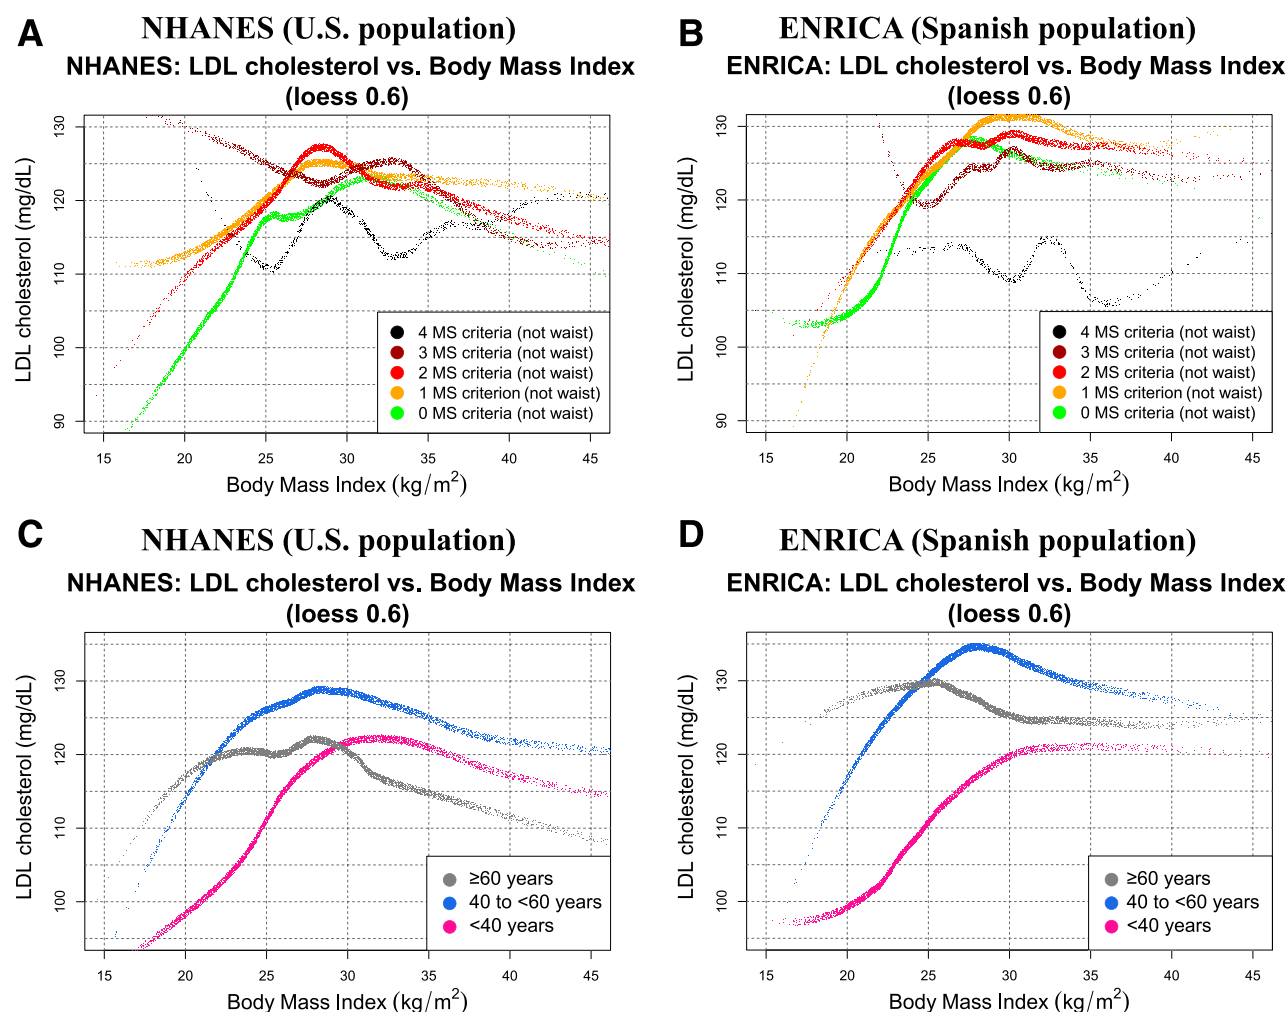 A
NHANES (U.S. population)
NHANES: LDL cholesterol vs. Body Mass Index
(loess 0.6)
LDL cholesterol (mg/dL)
130
120
110
100
90
4 MS criteria (not waist)
3 MS criteria (not waist)
2 MS criteria (not waist)
1 MS criterion (not waist)
0 MS criteria (not waist)
15 20 25 30 35 40 45
Body Mass Index (kg/m²)
B
ENRICA (Spanish population)
ENRICA: LDL cholesterol vs. Body Mass Index
(loess 0.6)
LDL cholesterol (mg/dL)
130
120
110
100
90
4 MS criteria (not waist)
3 MS criteria (not waist)
2 MS criteria (not waist)
1 MS criterion (not waist)
0 MS criteria (not waist)
15 20 25 30 35 40 45
Body Mass Index (kg/m²)
C
NHANES (U.S. population)
NHANES: LDL cholesterol vs. Body Mass Index
(loess 0.6)
LDL cholesterol (mg/dL)
130
120
110
100
≥60 years
40 to <60 years
<40 years
15 20 25 30 35 40 45
Body Mass Index (kg/m²)
D
ENRICA (Spanish population)
ENRICA: LDL cholesterol vs. Body Mass Index
(loess 0.6)
LDL cholesterol (mg/dL)
130
120
110
100
≥60 years
40 to <60 years
<40 years
15 20 25 30 35 40 45
Body Mass Index (kg/m²)